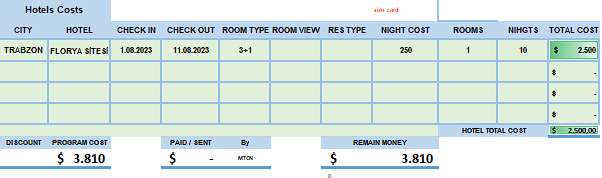 Hotels Costs sim card
CITY HOTEL CHECK IN CHECK OUT ROOM TYPE ROOM VIEW RES TYPE NIGHT COST ROOMS NIHGTS TOTAL COST
TRABZON FLORYA SİTESİ 1.08.2023 11.08.2023 3+1 250 1 10 $ 2.500
$ -
$ -
$ -
HOTEL TOTAL COST $ 2.500,00
DISCOUNT PROGRAM COST PAID / SENT By REMAIN MONEY
$ 3.810 $ - MTCN $ 3.810
0